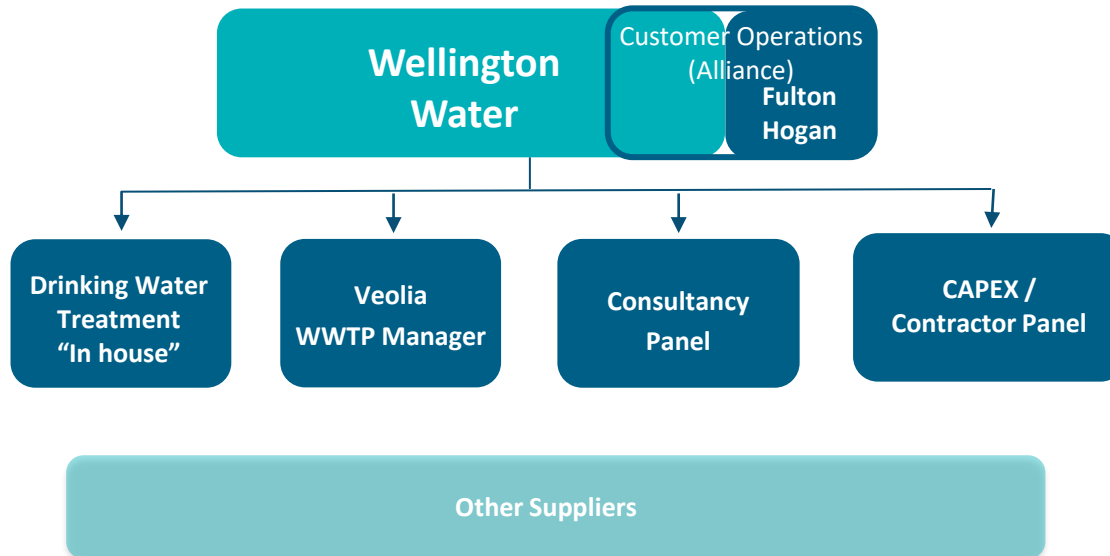 Wellington
Water
Customer Operations
(Alliance)
Fulton
Hogan
Drinking Water
Treatment
“In house”
Veolia
WWTP Manager
Consultancy
Panel
CAPEX /
Contractor Panel
Other Suppliers